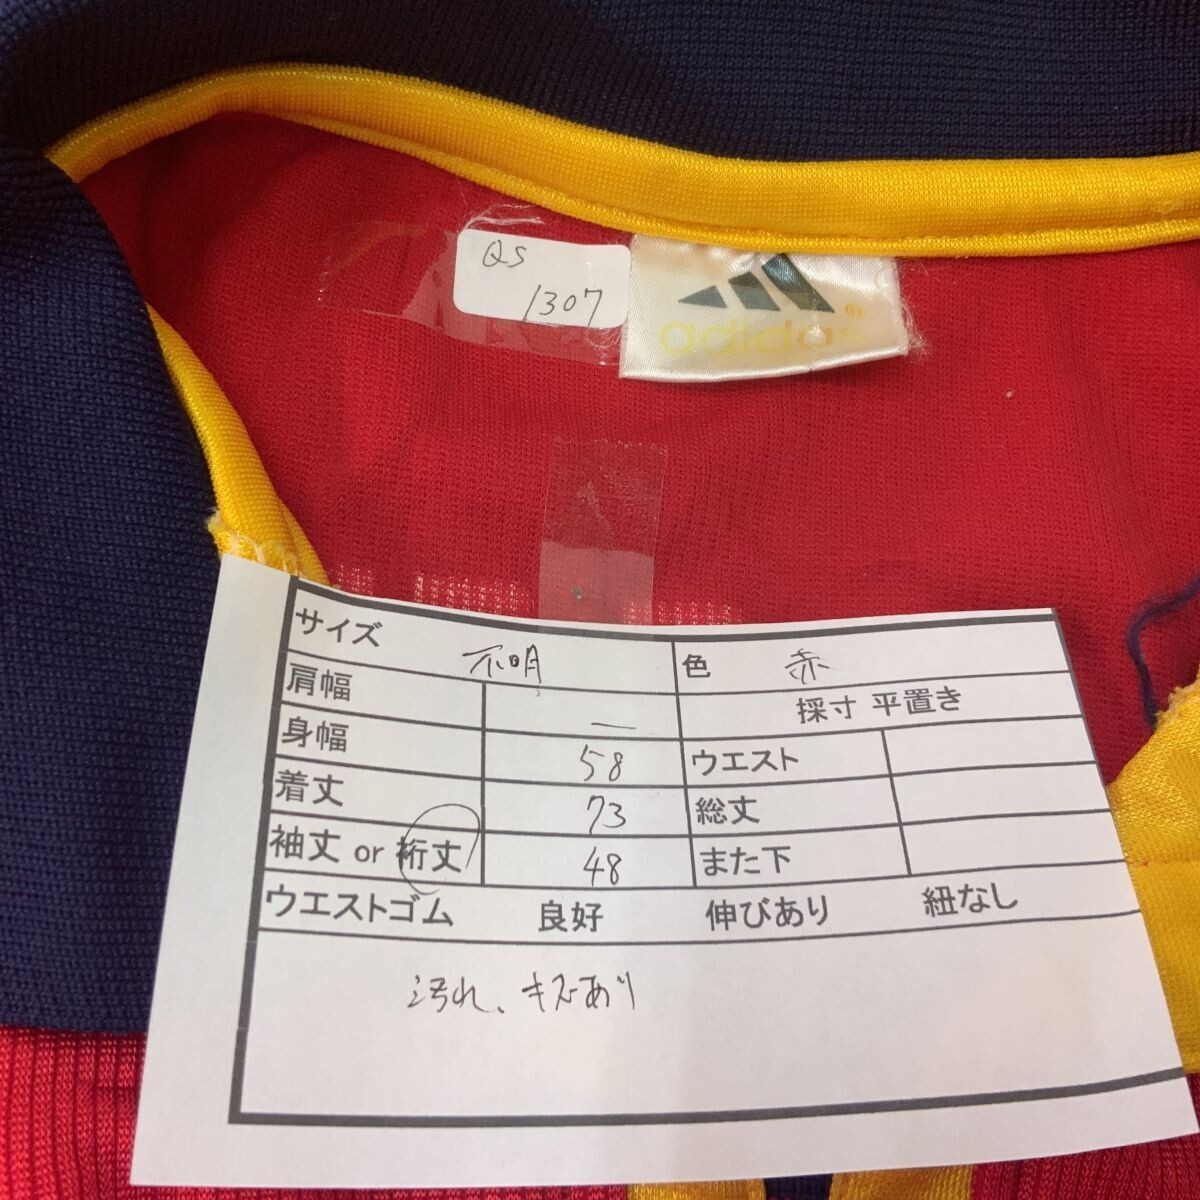 QS
1307
adidas
サイズ 不明 色 赤
肩幅 — 採寸 平置き
身幅 58 ウエスト
着丈 73 総丈
袖丈 or 裄丈 48 また下
ウエストゴム 良好 伸びあり 紐なし
汚れ、キズあり